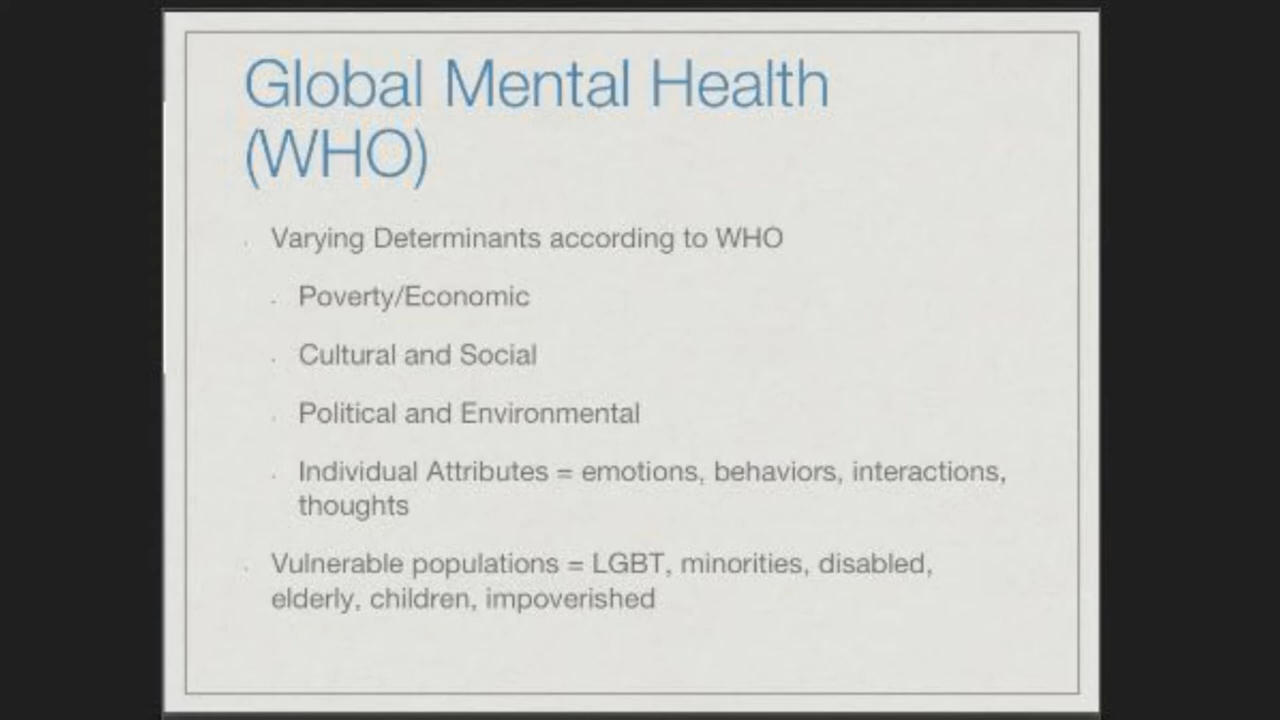 Global Mental Health
(WHO)
Varying Determinants according to WHO
Poverty/Economic
Cultural and Social
Political and Environmental
Individual Attributes = emotions, behaviors, interactions,
thoughts
Vulnerable populations = LGBT, minorities, disabled,
elderly, children, impoverished